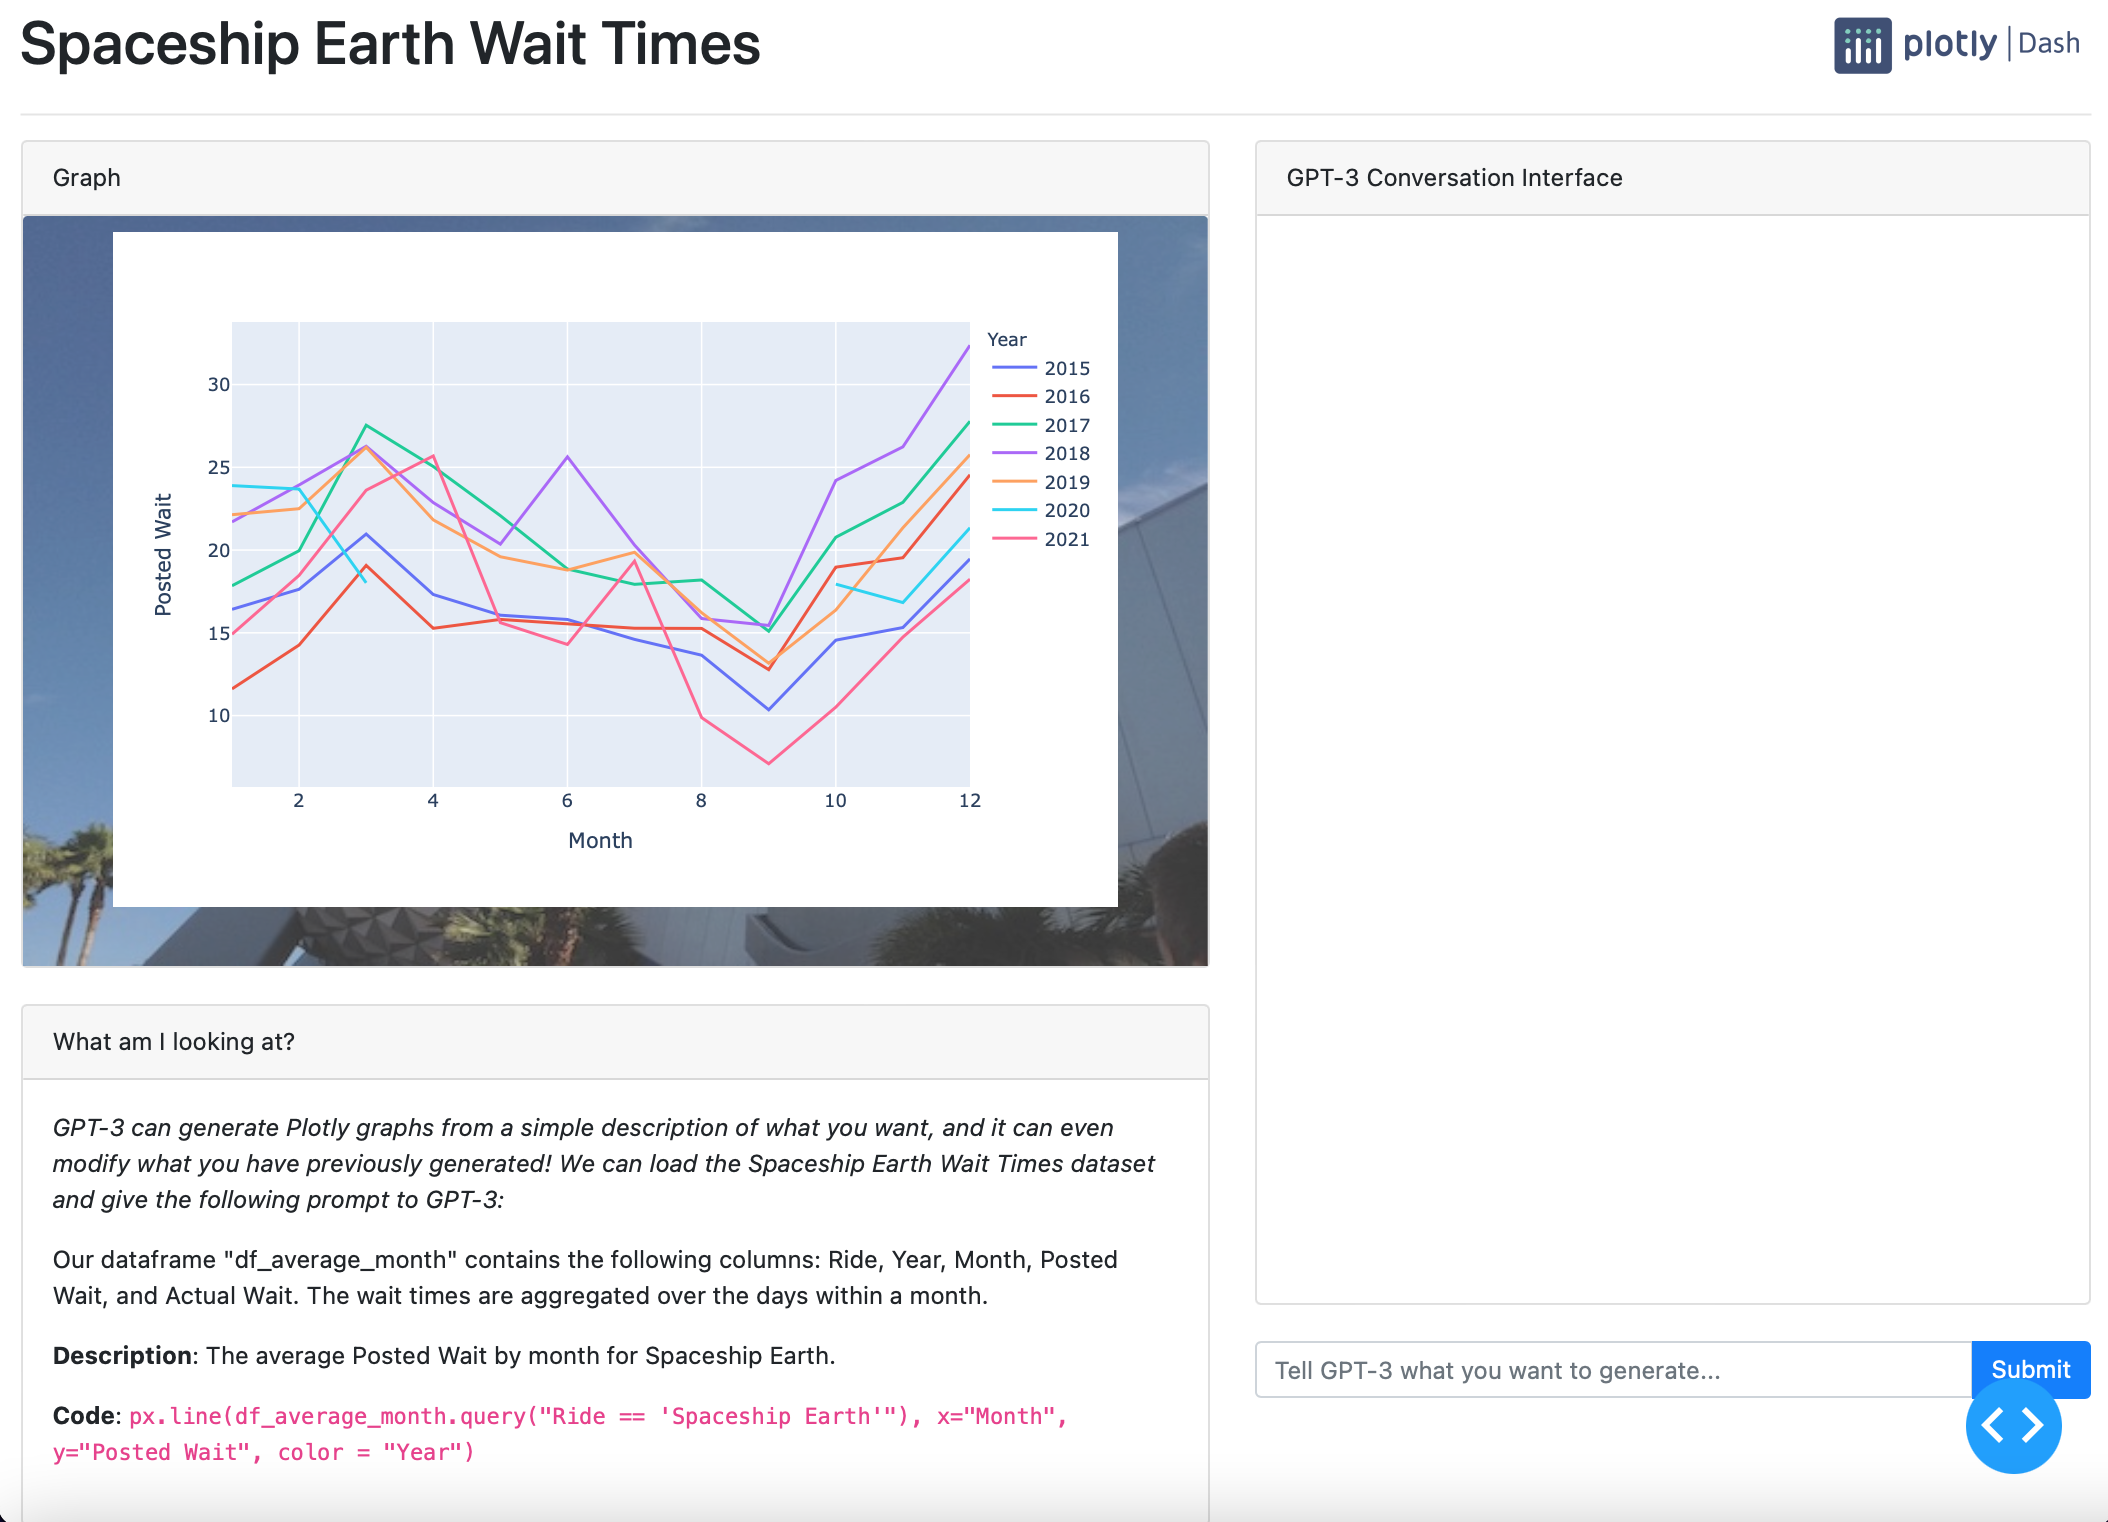 Spaceship Earth Wait Times
plotly | Dash
Graph
Year
2015
2016
2017
2018
2019
2020
2021
30
25
20
15
10
Posted Wait
2 4 6 8 10 12
Month
What am I looking at?
GPT-3 can generate Plotly graphs from a simple description of what you want, and it can even
modify what you have previously generated! We can load the Spaceship Earth Wait Times dataset
and give the following prompt to GPT-3:
Our dataframe "df_average_month" contains the following columns: Ride, Year, Month, Posted
Wait, and Actual Wait. The wait times are aggregated over the days within a month.
Description: The average Posted Wait by month for Spaceship Earth.
Code: px.line(df_average_month.query("Ride == 'Spaceship Earth'"), x="Month",
y="Posted Wait", color = "Year")
GPT-3 Conversation Interface
Tell GPT-3 what you want to generate...
Submit